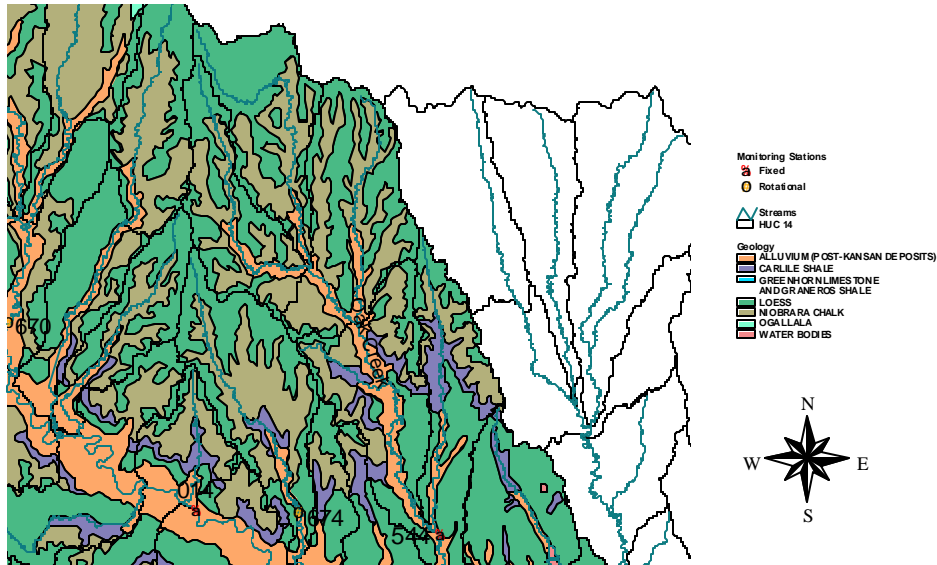 Monitoring Stations
a Fixed
o Rotational
Streams
HUC 14
Geology
ALLUVIUM (POST-KANSAN DEPOSITS)
CARLILE SHALE
GREENHORN LIMESTONE
AND GRANEROS SHALE
LOESS
NIOBRARA CHALK
OGALLALA
WATER BODIES
N
W E
S
670
a
674
544 a